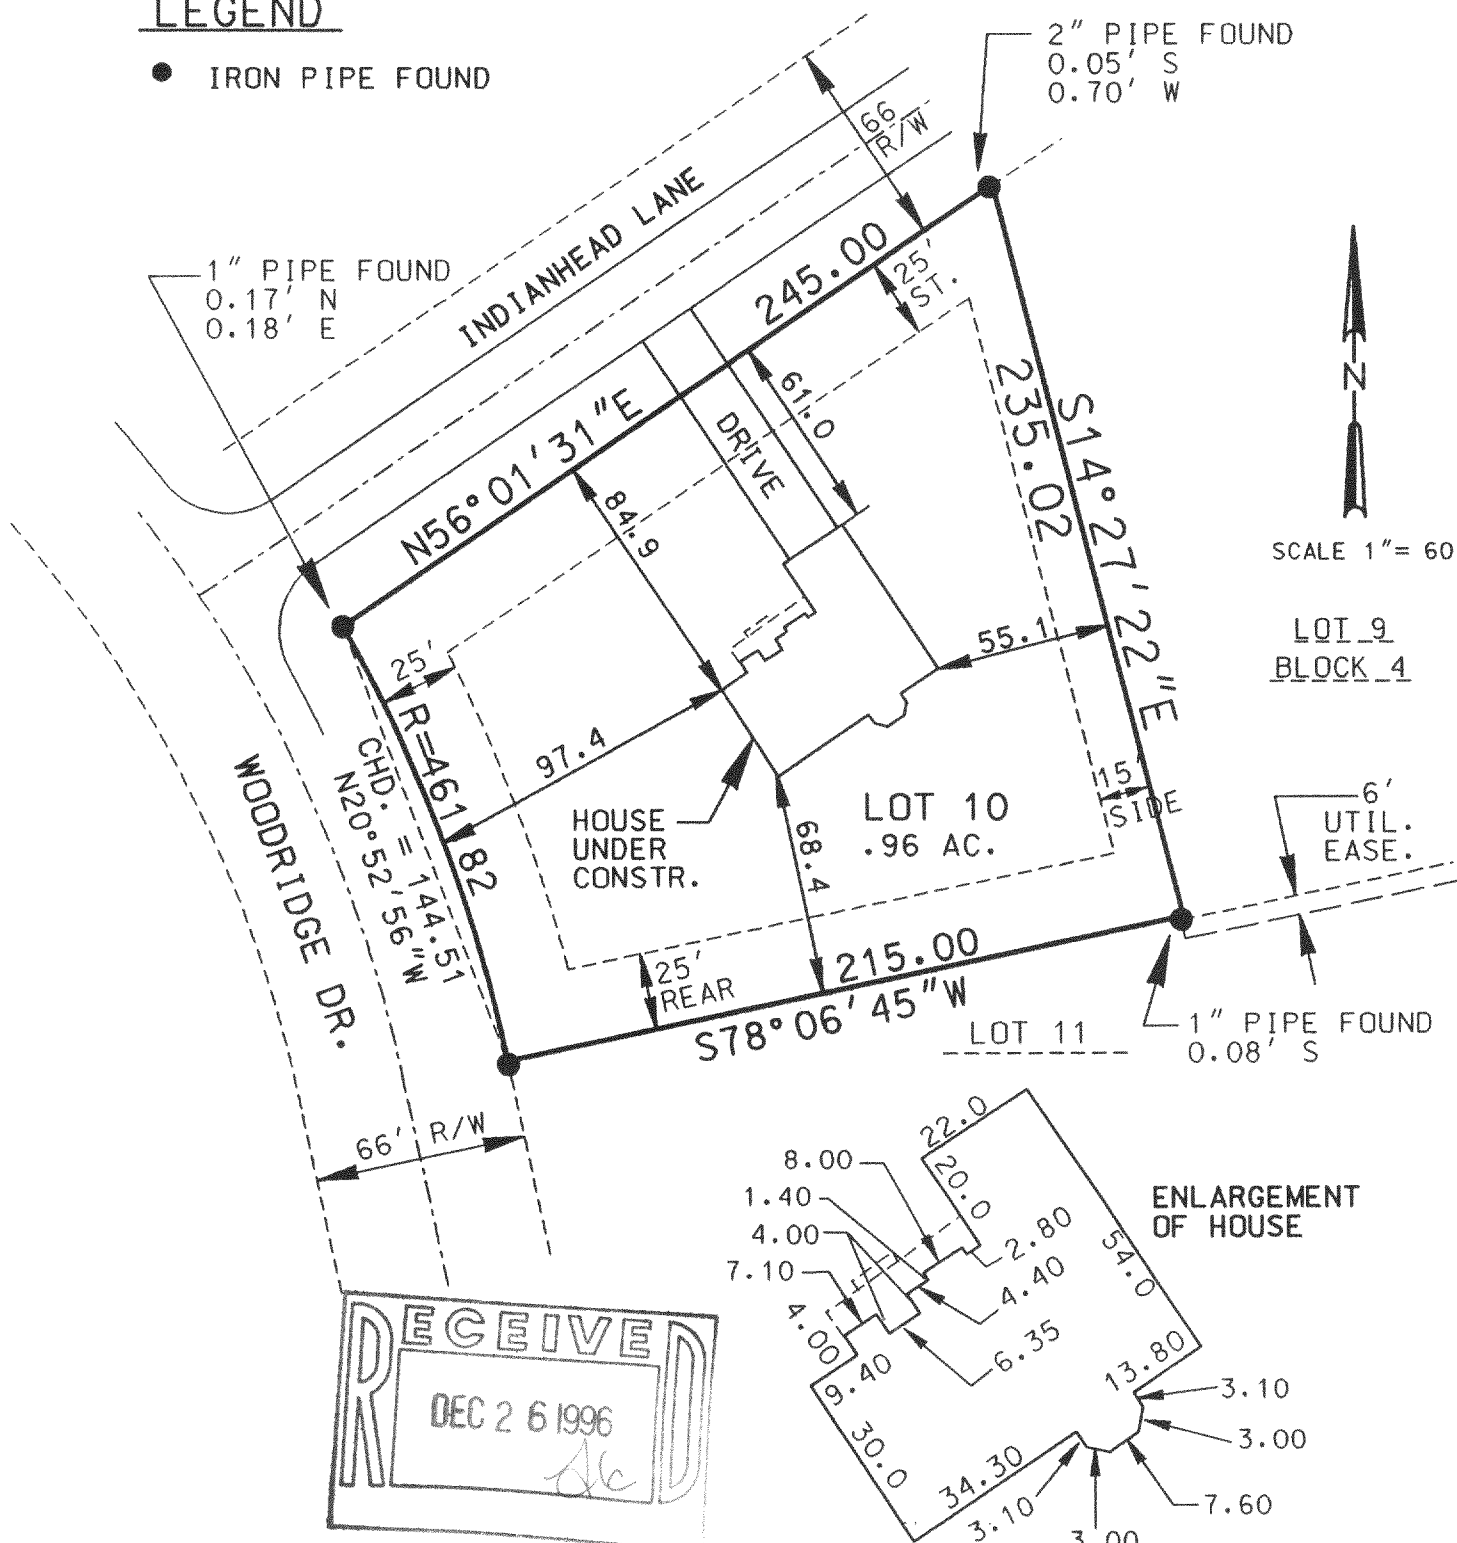 LEGEND
IRON PIPE FOUND
2" PIPE FOUND
0.05' S
0.70' W
66
R/W
INDIANHEAD LANE
1" PIPE FOUND
0.17' N
0.18' E
245.00
25'
ST.
N56°01'31"E
61.0
DRIVE
84.9
235.02
S14°27'22"E
N
SCALE 1"= 60
LOT 9
BLOCK 4
25'
R=461.82
CHD. = 144.51
N20°52'56"W
97.4
55.1
WOODRIDGE DR.
HOUSE
UNDER
CONSTR.
LOT 10
.96 AC.
68.4
15'
SIDE
6'
UTIL.
EASE.
25'
REAR
215.00
S78°06'45"W
LOT 11
1" PIPE FOUND
0.08' S
66' R/W
22.0
8.00
20.0
1.40
4.00
7.10
2.80
4.40
54.0
ENLARGEMENT
OF HOUSE
4.00
9.40
6.35
13.80
3.10
3.00
30.0
34.30
3.10
7.60
3.00
RECEIVED
DEC 26 1996